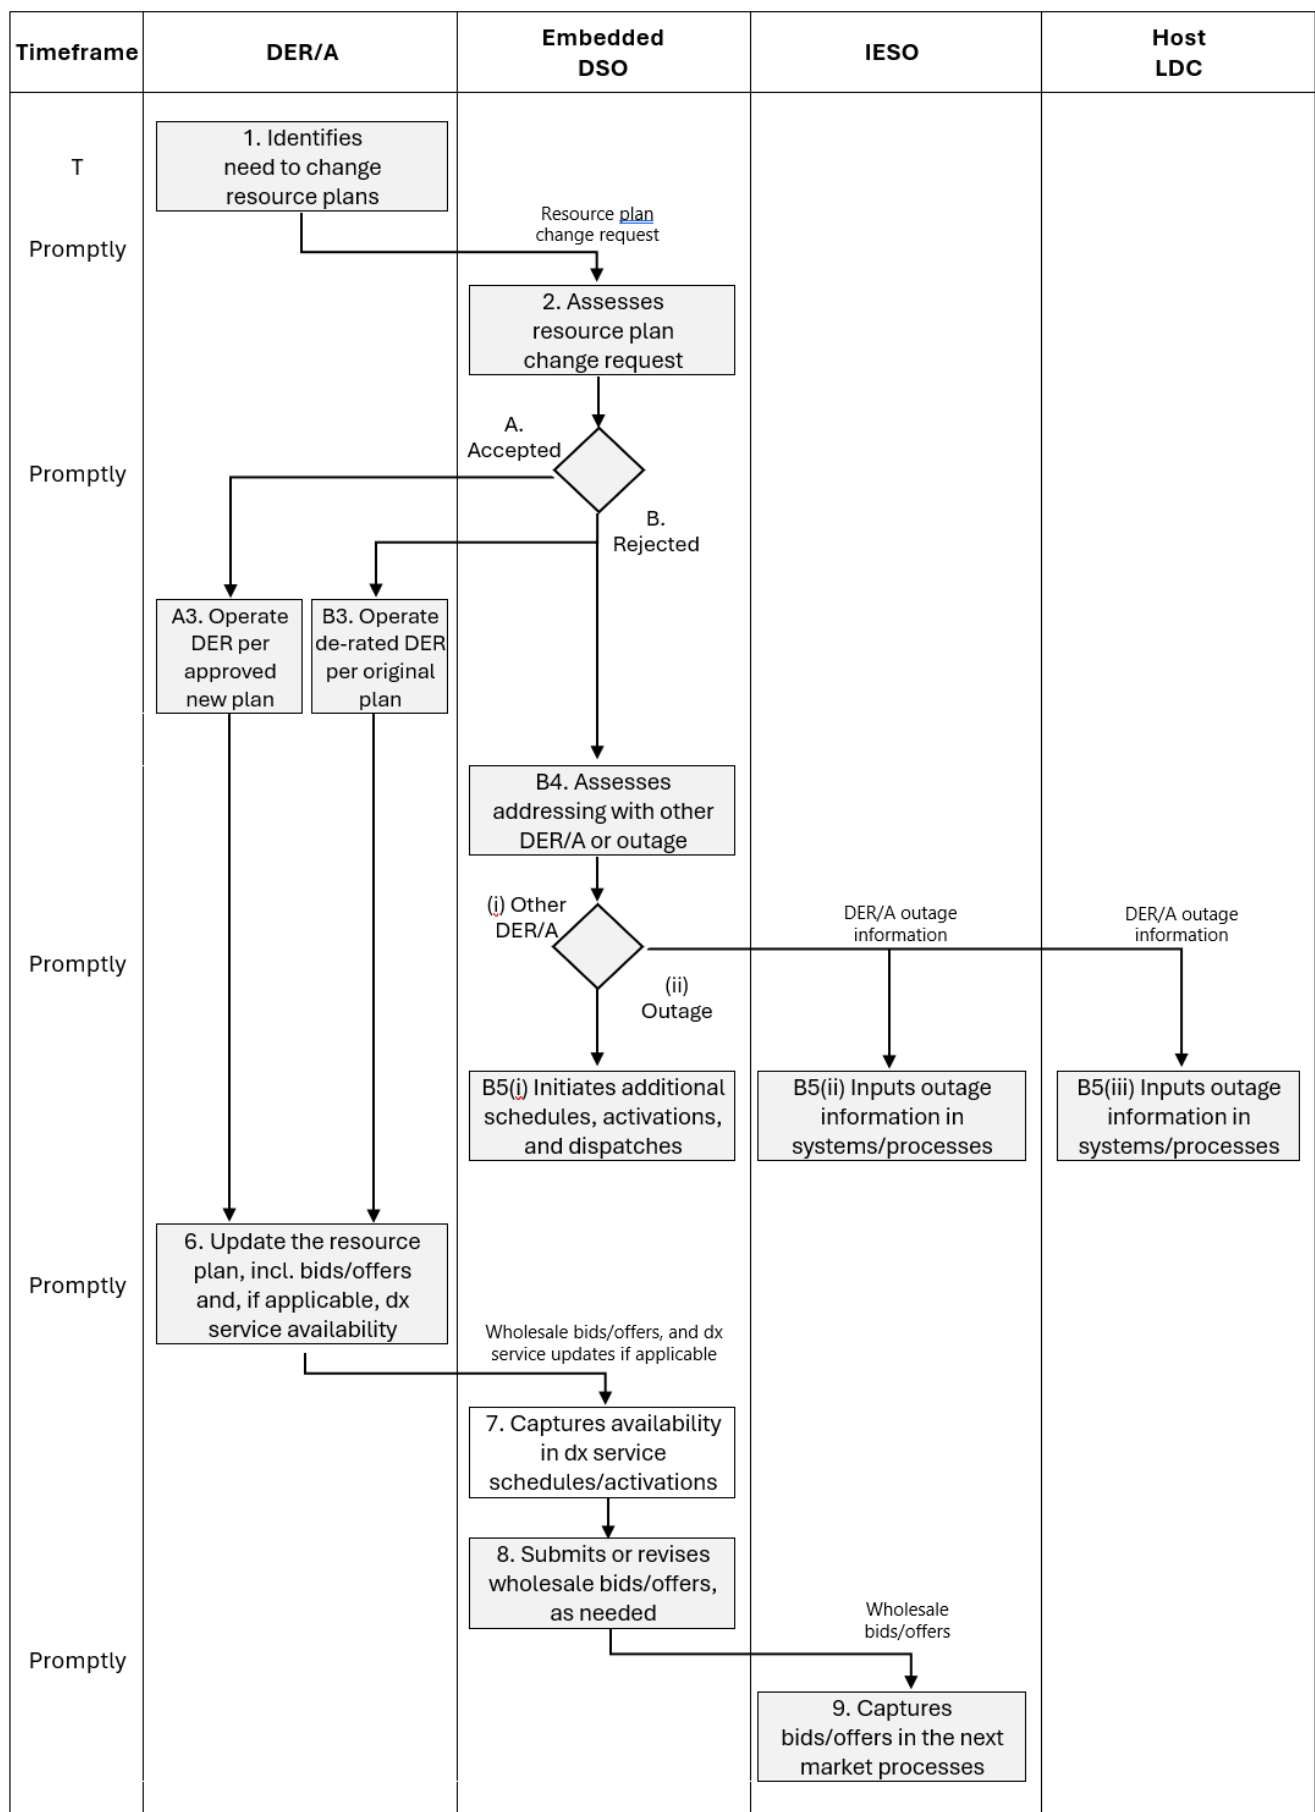 Timeframe
DER/A
Embedded
DSO
IESO
Host
LDC
T
1. Identifies
need to change
resource plans
Promptly
Resource plan
change request
2. Assesses
resource plan
change request
Promptly
A.
Accepted
B.
Rejected
A3. Operate
DER per
approved
new plan
B3. Operate
de-rated DER
per original
plan
B4. Assesses
addressing with other
DER/A or outage
Promptly
(i) Other
DER/A
(ii)
Outage
DER/A outage
information
DER/A outage
information
B5(i) Initiates additional
schedules, activations,
and dispatches
B5(ii) Inputs outage
information in
systems/processes
B5(iii) Inputs outage
information in
systems/processes
Promptly
6. Update the resource
plan, incl. bids/offers
and, if applicable, dx
service availability
Wholesale bids/offers, and dx
service updates if applicable
7. Captures availability
in dx service
schedules/activations
8. Submits or revises
wholesale bids/offers,
as needed
Promptly
Wholesale
bids/offers
9. Captures
bids/offers in the next
market processes